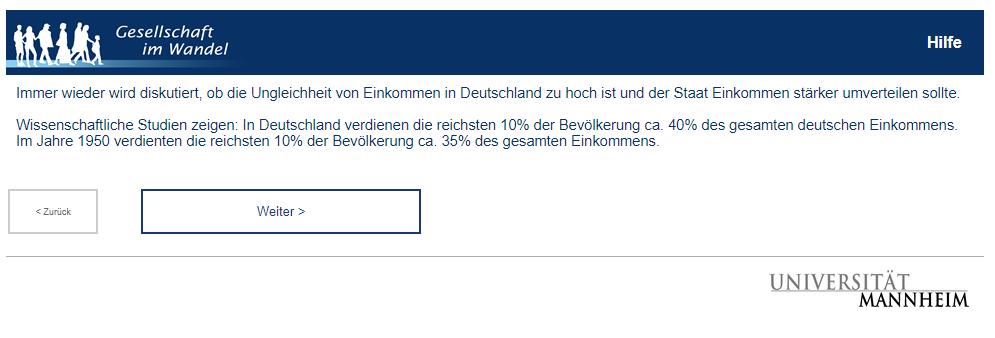 Gesellschaft
im Wandel
Hilfe
Immer wieder wird diskutiert, ob die Ungleichheit von Einkommen in Deutschland zu hoch ist und der Staat Einkommen stärker umverteilen sollte.
Wissenschaftliche Studien zeigen: In Deutschland verdienen die reichsten 10% der Bevölkerung ca. 40% des gesamten deutschen Einkommens.
Im Jahre 1950 verdienten die reichsten 10% der Bevölkerung ca. 35% des gesamten Einkommens.
< Zurück
Weiter >
UNIVERSITÄT
MANNHEIM